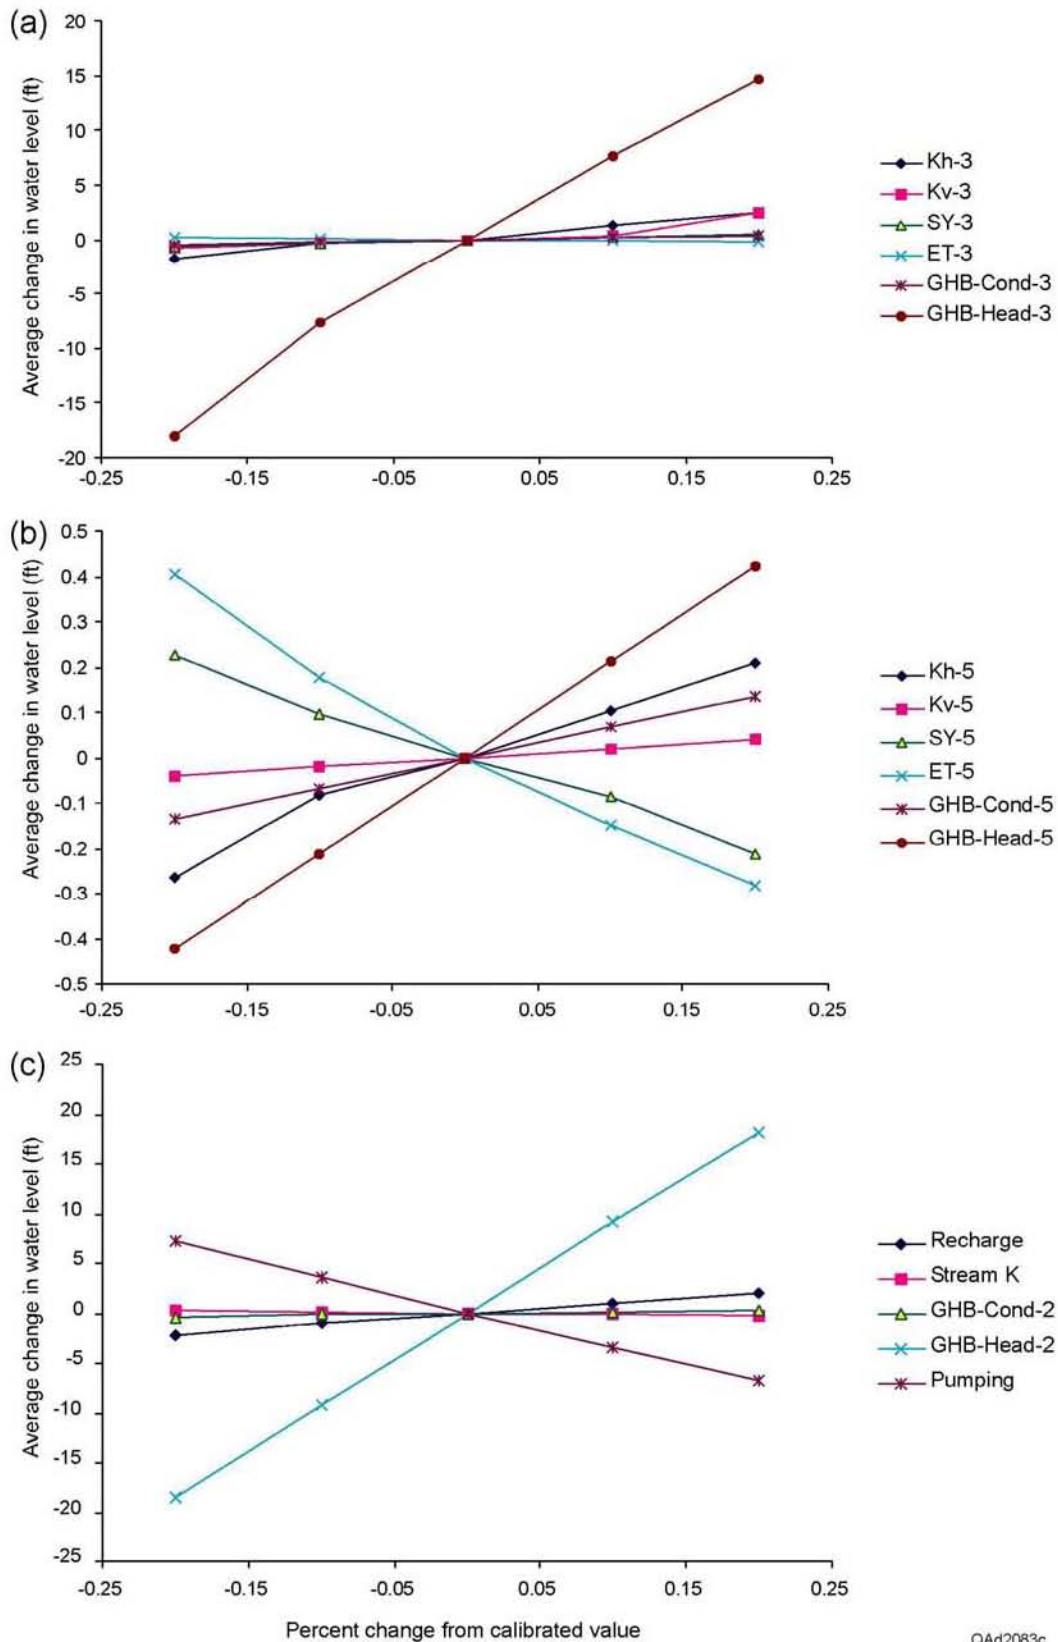 (a)
Average change in water level (ft)
20
15
10
5
0
-5
-10
-15
-20
-0.25 -0.15 -0.05 0.05 0.15 0.25
Kh-3
Kv-3
SY-3
ET-3
GHB-Cond-3
GHB-Head-3
(b)
Average change in water level (ft)
0.5
0.4
0.3
0.2
0.1
0
-0.1
-0.2
-0.3
-0.4
-0.5
-0.25 -0.15 -0.05 0.05 0.15 0.25
Kh-5
Kv-5
SY-5
ET-5
GHB-Cond-5
GHB-Head-5
(c)
Average change in water level (ft)
25
20
15
10
5
0
-5
-10
-15
-20
-25
-0.25 -0.15 -0.05 0.05 0.15 0.25
Recharge
Stream K
GHB-Cond-2
GHB-Head-2
Pumping
Percent change from calibrated value
QAd2083c